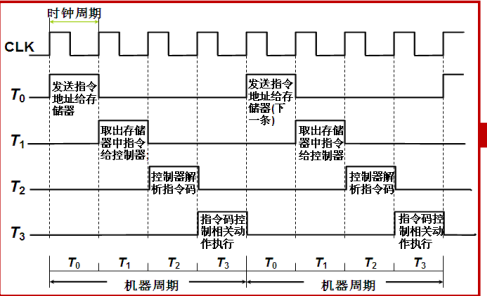 时钟周期
CLK
T0
发送指令
地址给存
储器
发送指令
地址给存
储器(下
一条)
T1
取出存储
器中指令
给控制器
取出存储
器中指令
给控制器
T2
控制器解
析指令码
控制器解
析指令码
T3
指令码控
制相关动
作执行
指令码控
制相关动
作执行
T0 T1 T2 T3 T0 T1 T2 T3
机器周期 机器周期